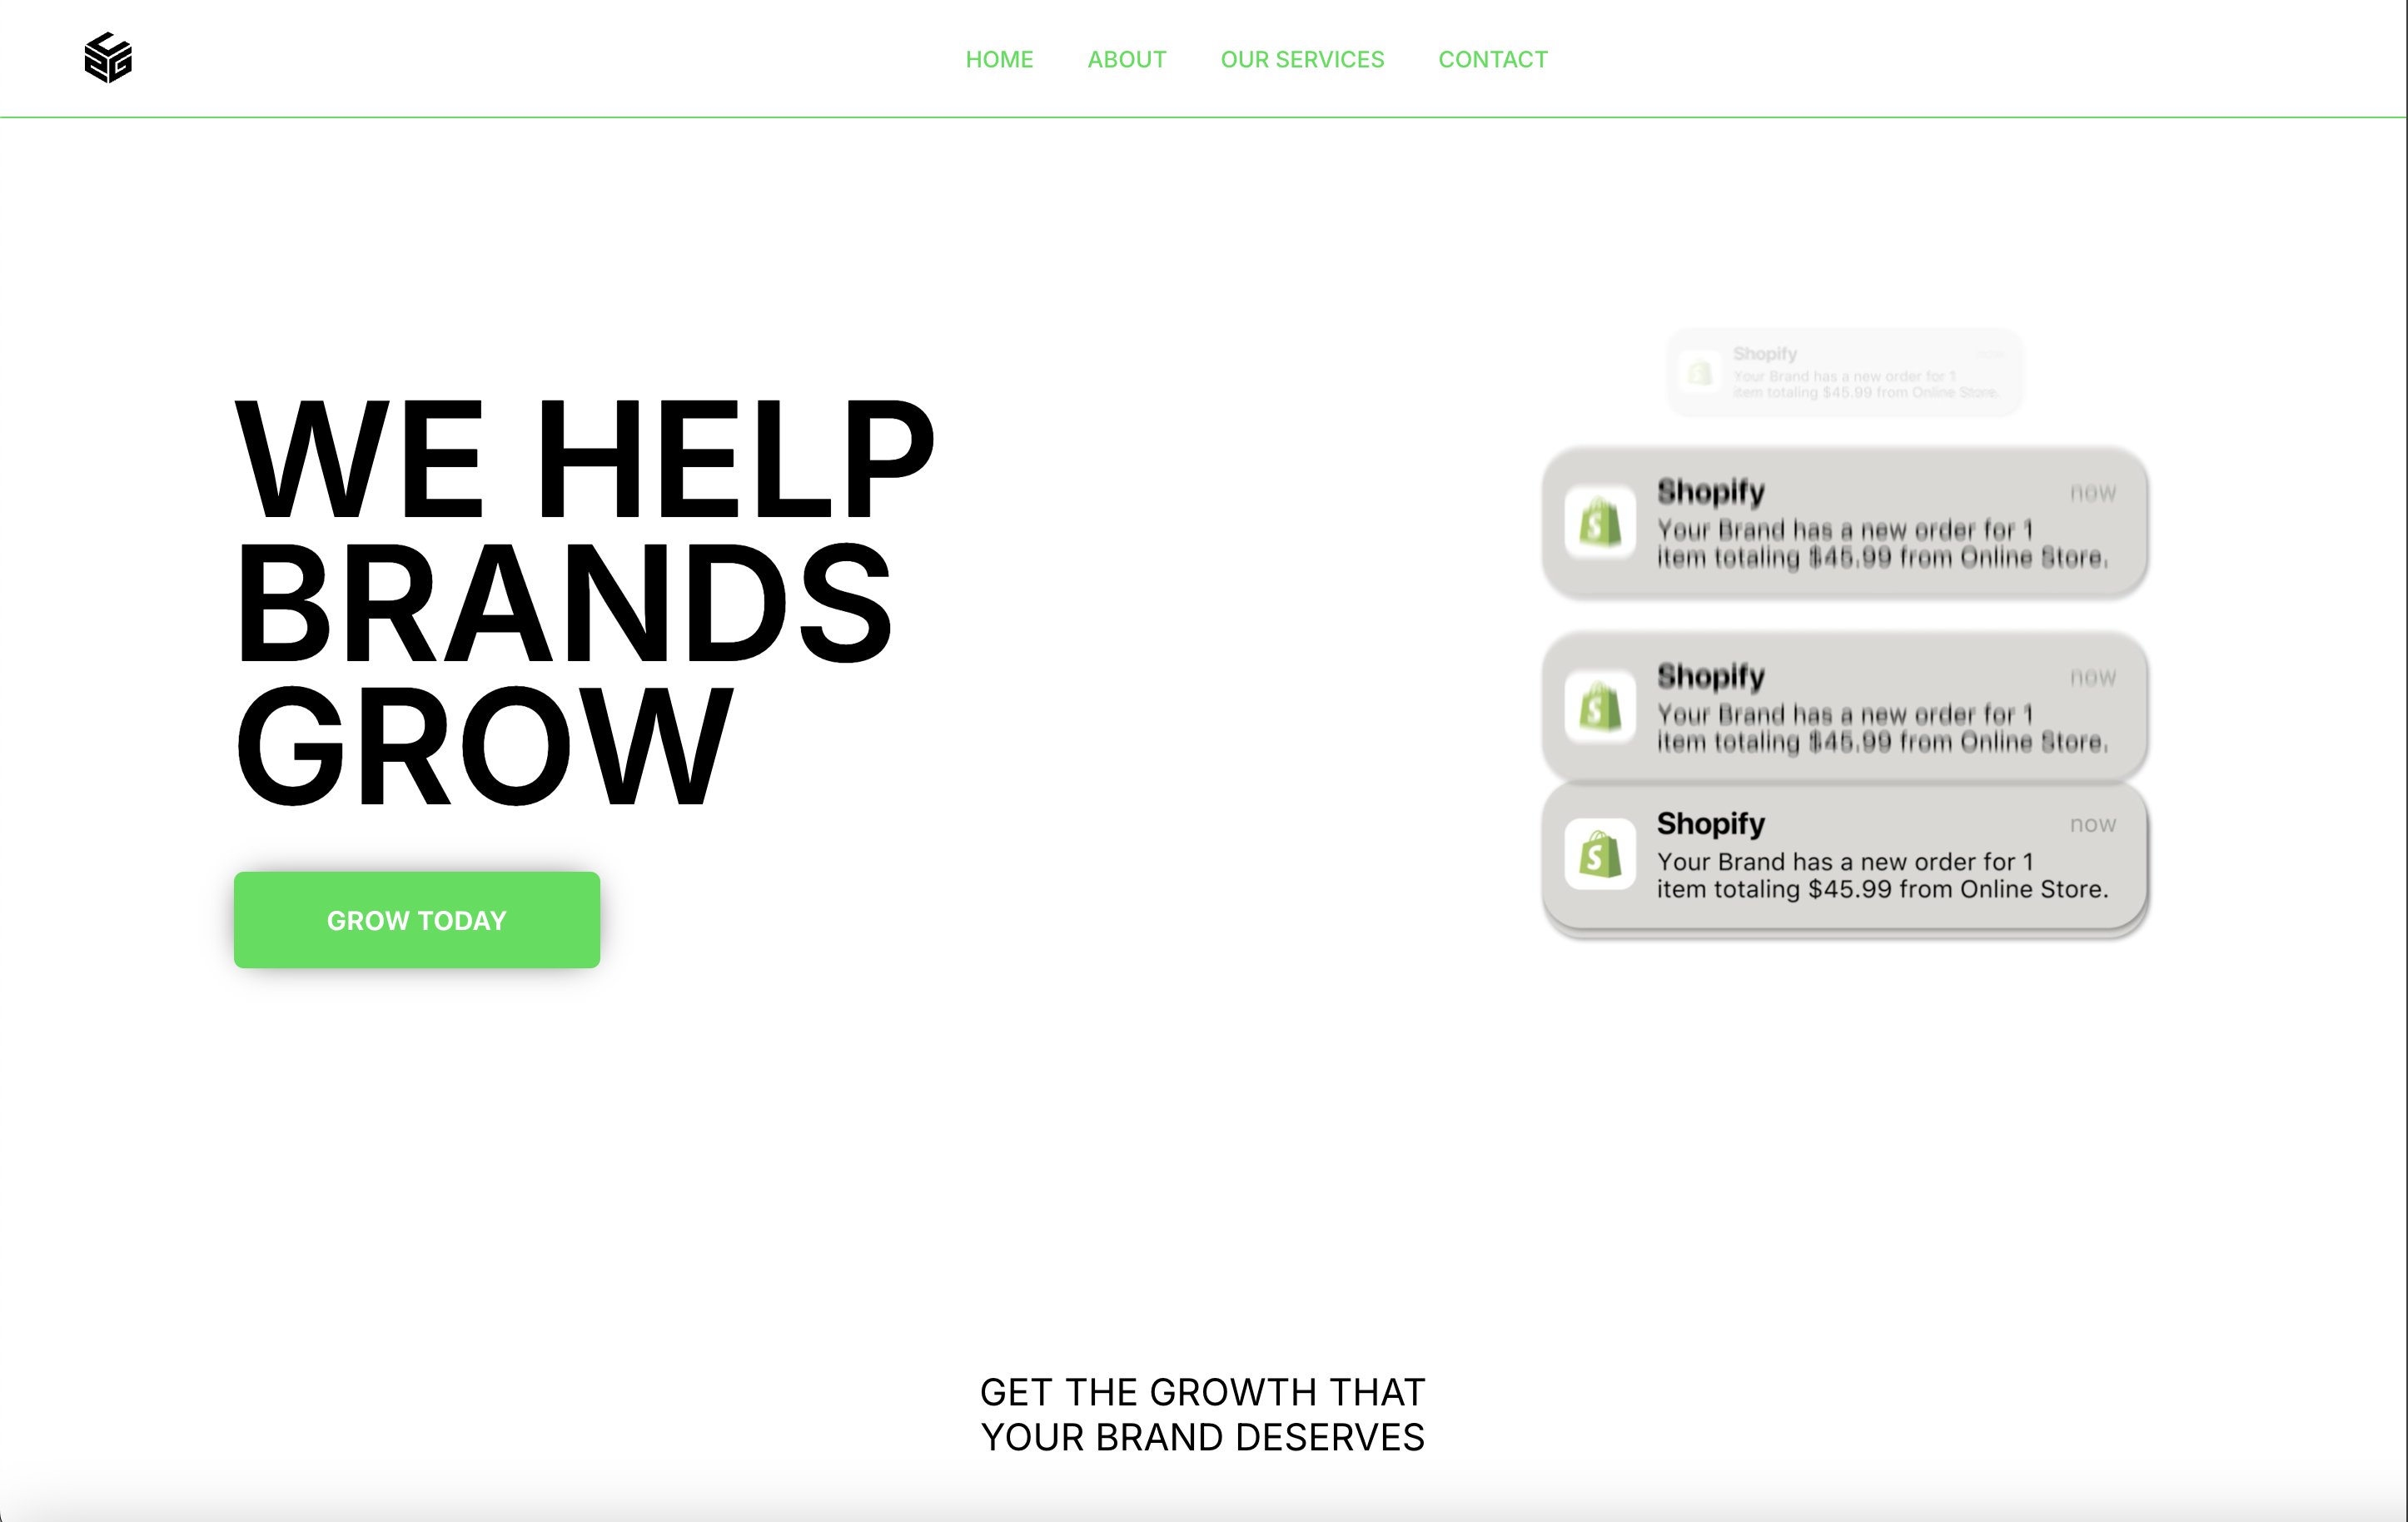 HOME ABOUT OUR SERVICES CONTACT
WE HELP
BRANDS
GROW
GROW TODAY
Shopify now
Your Brand has a new order for 1
item totaling $45.99 from Online Store.
Shopify now
Your Brand has a new order for 1
item totaling $45.99 from Online Store.
Shopify now
Your Brand has a new order for 1
item totaling $45.99 from Online Store.
Shopify now
Your Brand has a new order for 1
item totaling $45.99 from Online Store.
GET THE GROWTH THAT
YOUR BRAND DESERVES